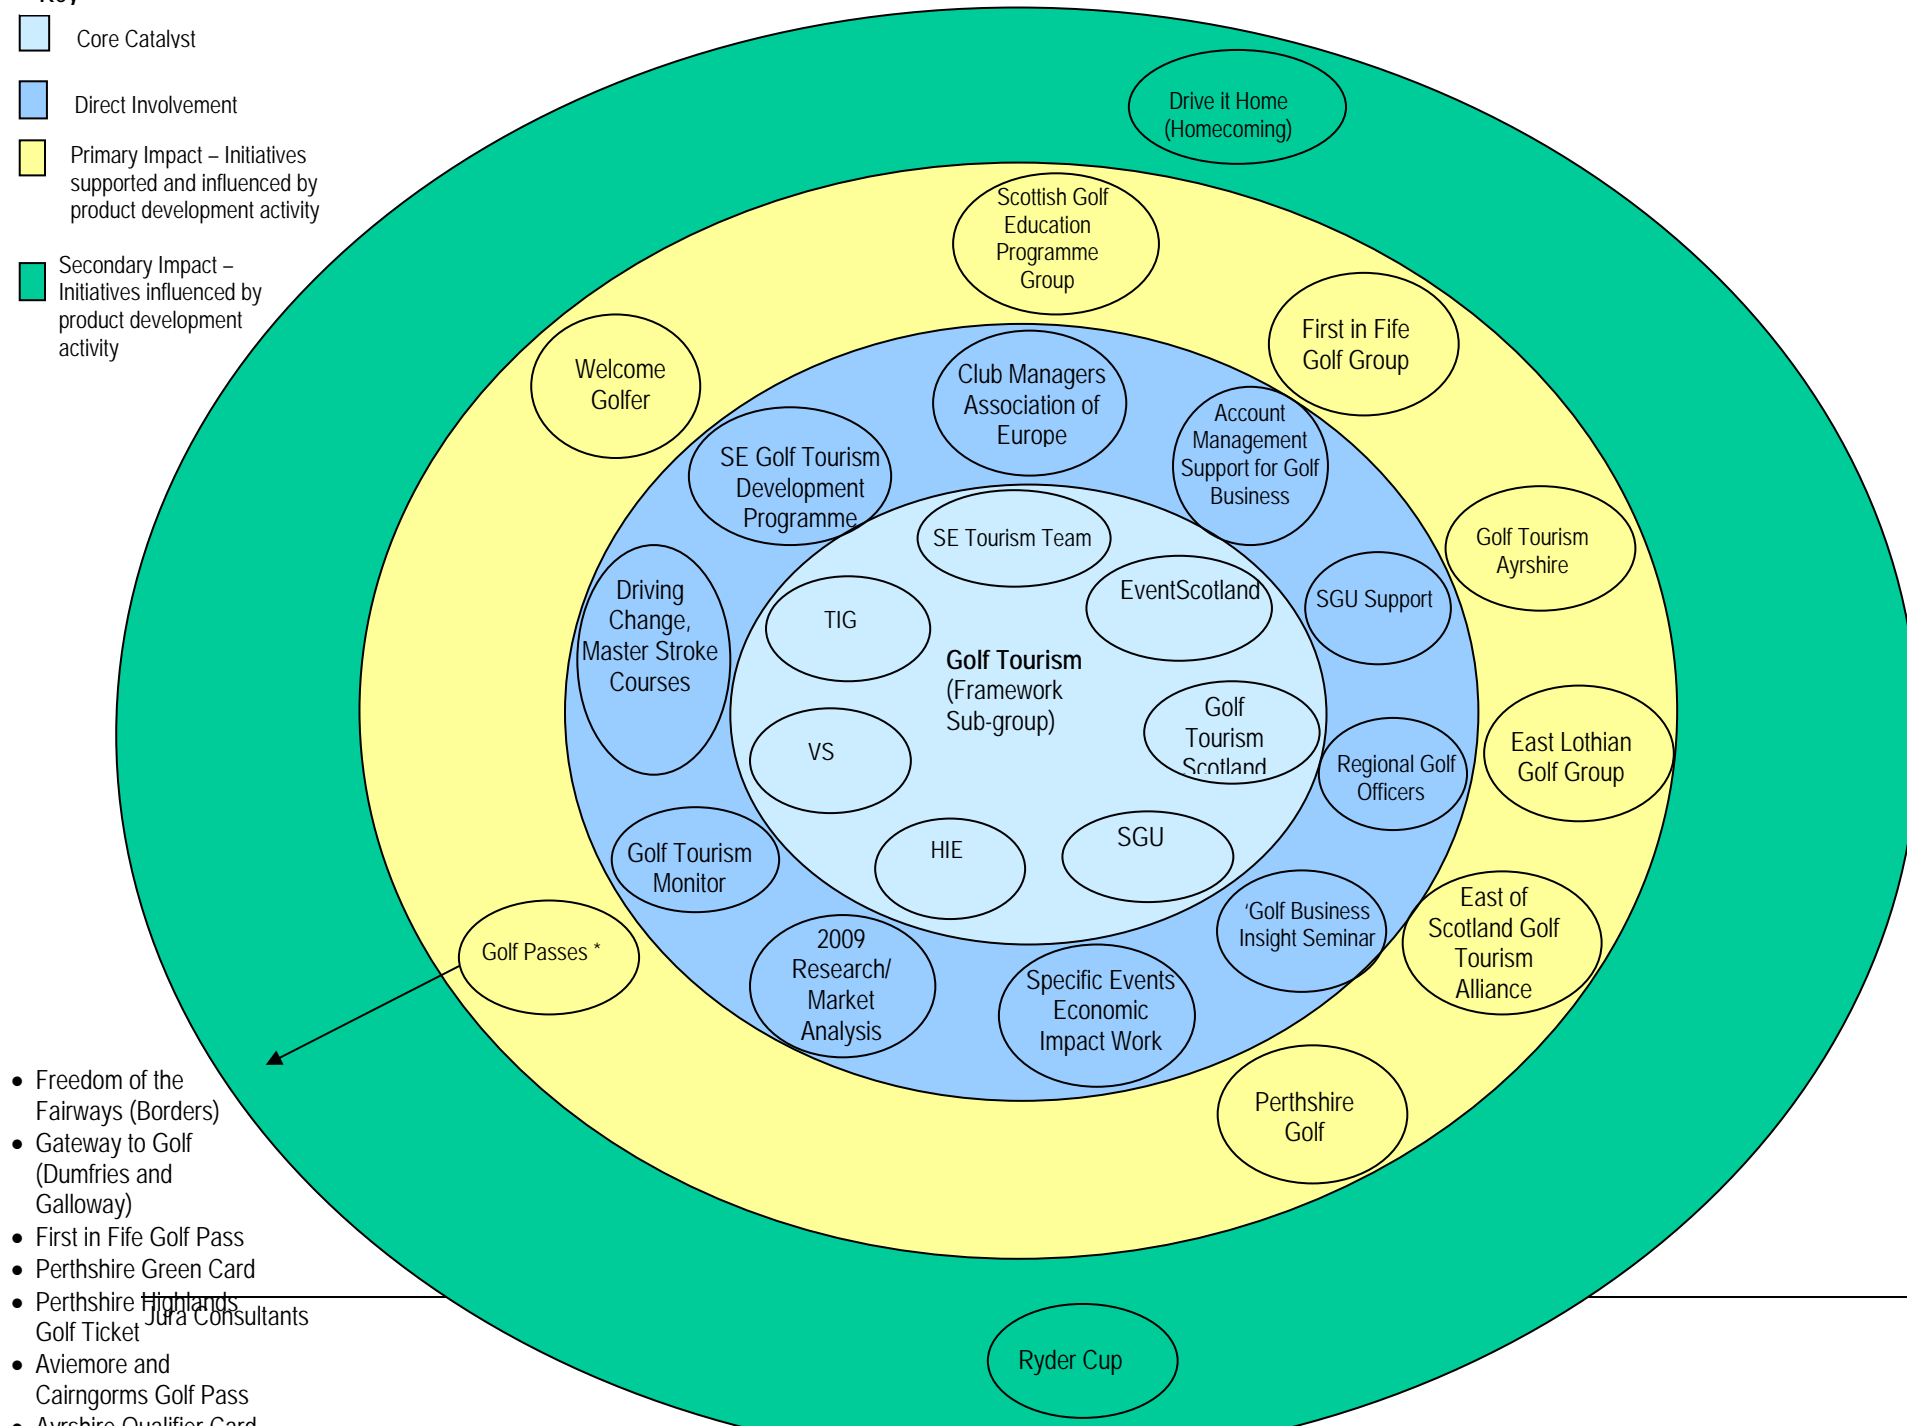 Key
Core Catalyst
Direct Involvement
Primary Impact – Initiatives
supported and influenced by
product development activity
Secondary Impact –
Initiatives influenced by
product development
activity
Drive it Home
(Homecoming)
Scottish Golf
Education
Programme
Group
First in Fife
Golf Group
Welcome
Golfer
Club Managers
Association of
Europe
Account
Management
Support for Golf
Business
SE Golf Tourism
Development
Programme
SE Tourism Team
Golf Tourism
Ayrshire
Driving
Change,
Master Stroke
Courses
TIG
EventScotland
SGU Support
Golf Tourism
(Framework
Sub-group)
Golf
Tourism
Scotland
VS
Regional Golf
Officers
East Lothian
Golf Group
Golf Tourism
Monitor
HIE
SGU
'Golf Business
Insight Seminar
East of
Scotland Golf
Tourism
Alliance
Golf Passes *
2009
Research/
Market
Analysis
Specific Events
Economic
Impact Work
Perthshire
Golf
• Freedom of the
Fairways (Borders)
• Gateway to Golf
(Dumfries and
Galloway)
• First in Fife Golf Pass
• Perthshire Green Card
• Perthshire Highlands
Golf Ticket
Jura Consultants
• Aviemore and
Cairngorms Golf Pass
• Ayrshire Qualifier Card
Ryder Cup